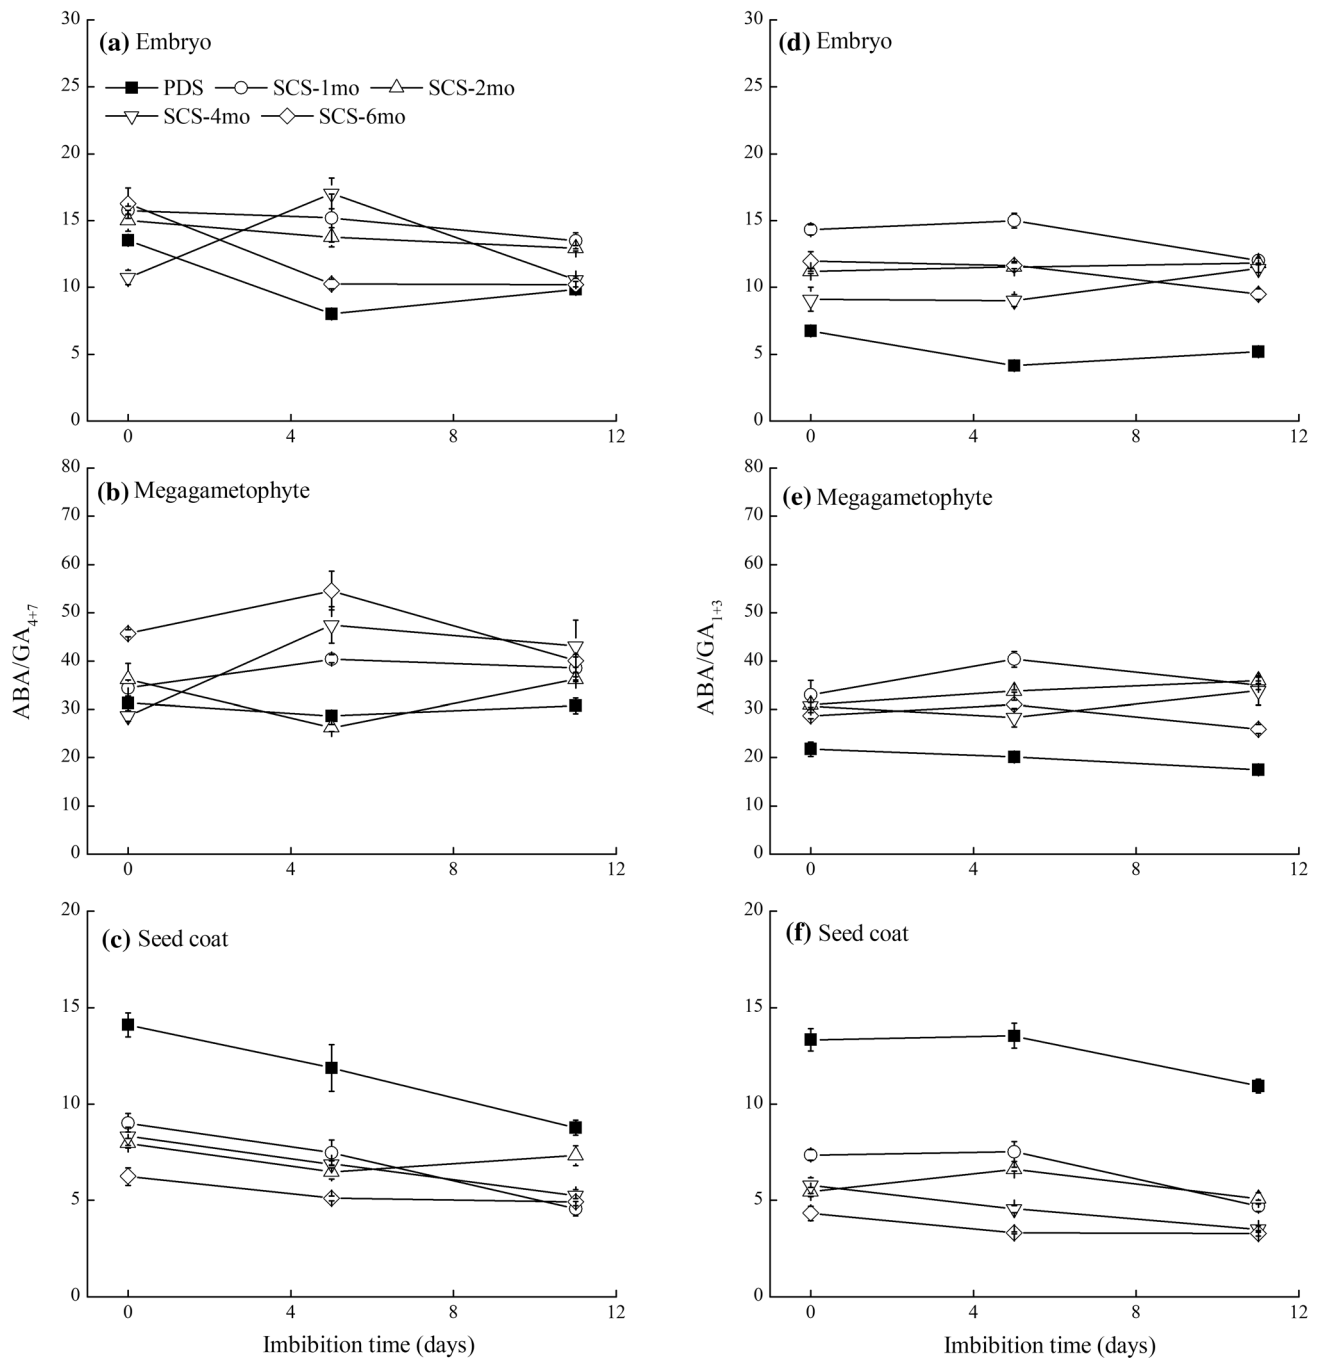 (a) Embryo
PDS SCS-1mo SCS-2mo
SCS-4mo SCS-6mo
30
25
20
15
10
5
0
0 4 8 12
(d) Embryo
30
25
20
15
10
5
0
0 4 8 12
(b) Megagametophyte
80
70
60
50
40
30
20
10
0
0 4 8 12
ABA/GA4+7
(e) Megagametophyte
80
70
60
50
40
30
20
10
0
0 4 8 12
ABA/GA1+3
(c) Seed coat
20
15
10
5
0
0 4 8 12
Imbibition time (days)
(f) Seed coat
20
15
10
5
0
0 4 8 12
Imbibition time (days)